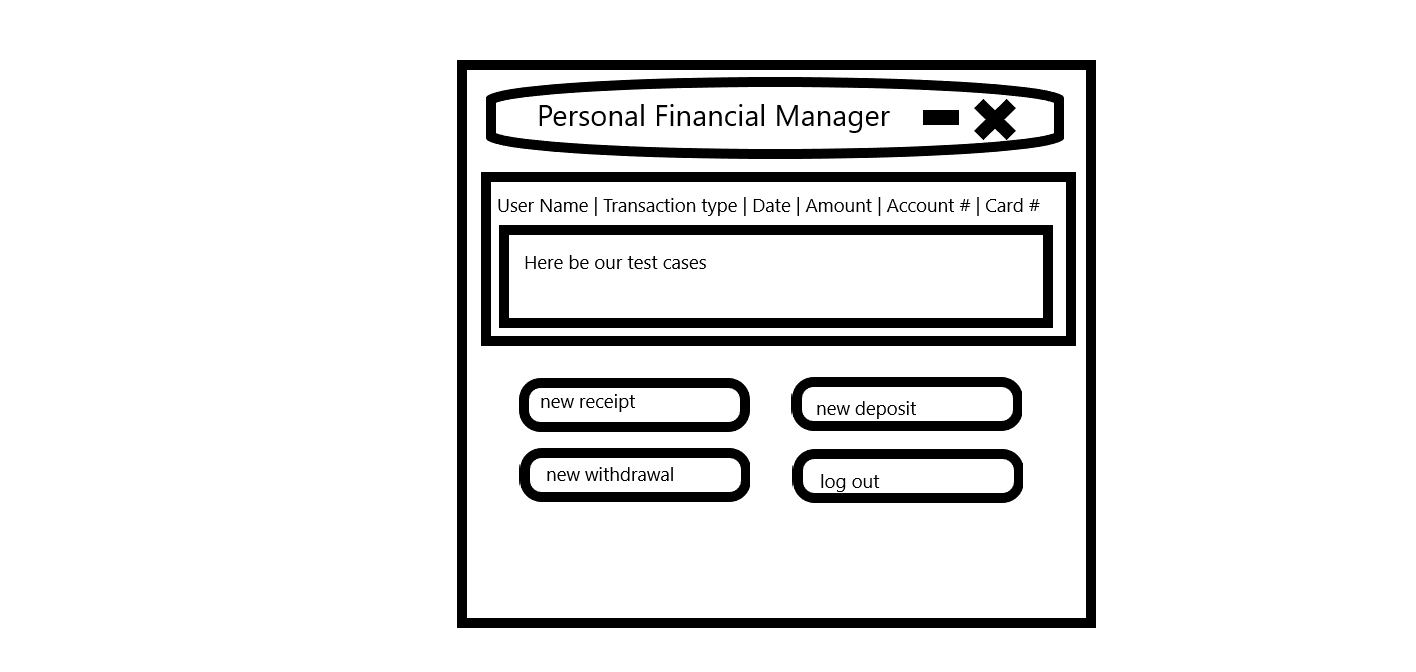 Personal Financial Manager
User Name | Transaction type | Date | Amount | Account # | Card #
Here be our test cases
new receipt
new deposit
new withdrawal
log out